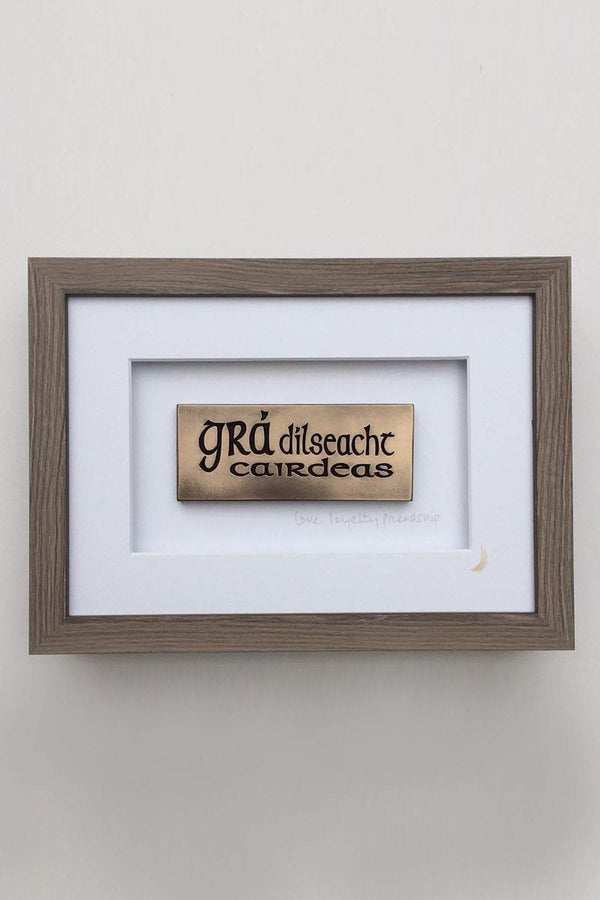 grá dílseacht
cairdeas
love loyalty friendship